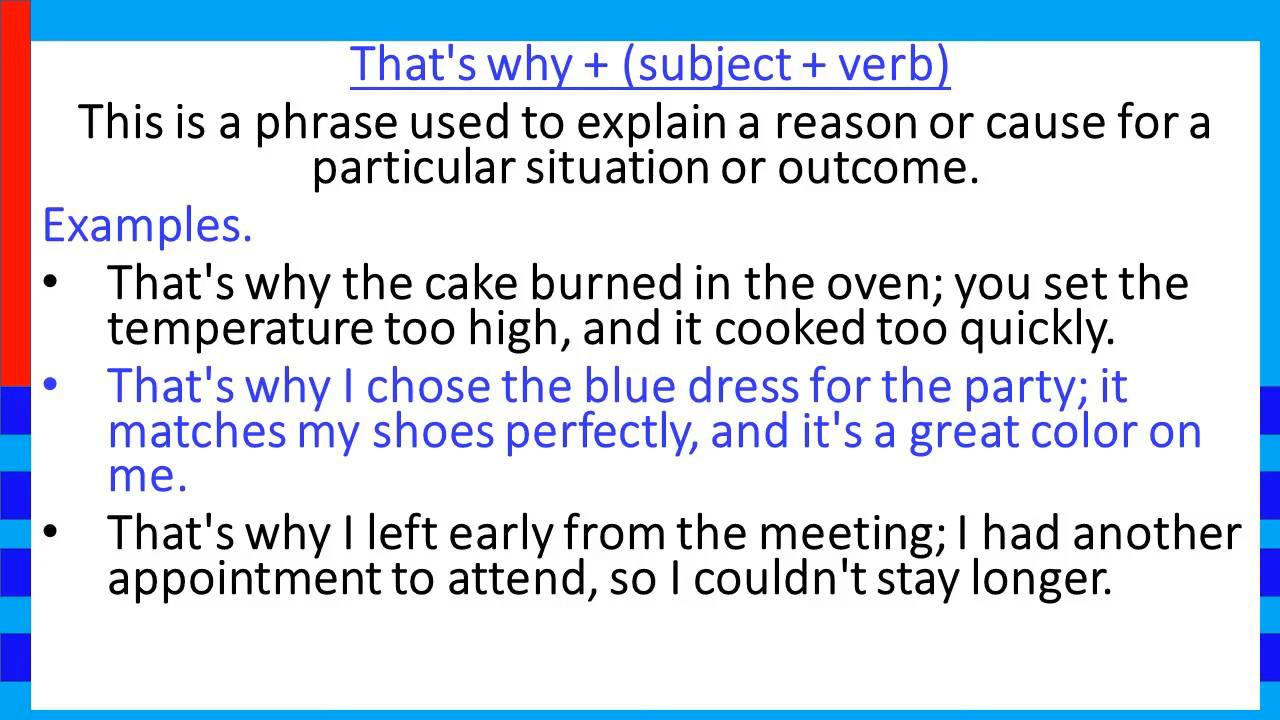 That's why + (subject + verb)
This is a phrase used to explain a reason or cause for a
particular situation or outcome.
Examples.
• That's why the cake burned in the oven; you set the
temperature too high, and it cooked too quickly.
• That's why I chose the blue dress for the party; it
matches my shoes perfectly, and it's a great color on
me.
• That's why I left early from the meeting; I had another
appointment to attend, so I couldn't stay longer.